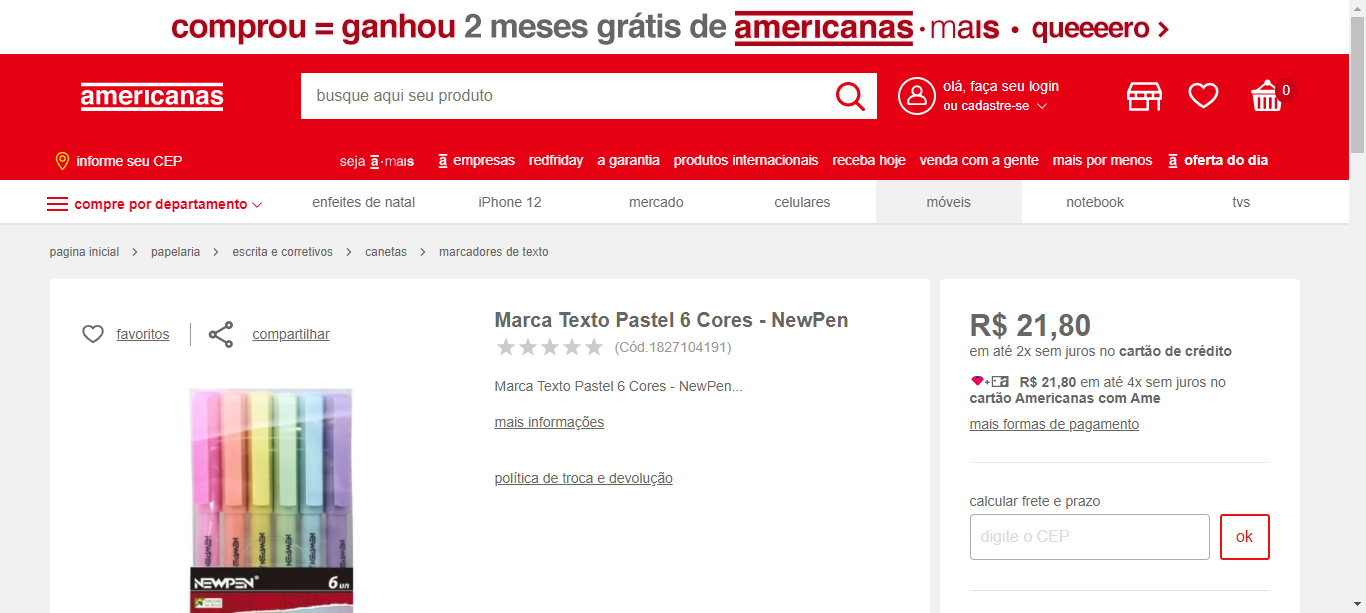 comprou = ganhou 2 meses grátis de americanas • mais • queeeero >
americanas
busque aqui seu produto
olá, faça seu login
ou cadastre-se
0
informe seu CEP
seja a • mais
a empresas redfriday a garantia produtos internacionais receba hoje venda com a gente mais por menos a oferta do dia
compre por departamento
enfeites de natal iPhone 12 mercado celulares móveis notebook tvs
pagina inicial > papelaria > escrita e corretivos > canetas > marcadores de texto
favoritos
compartilhar
Marca Texto Pastel 6 Cores - NewPen
(Cód.1827104191)
Marca Texto Pastel 6 Cores - NewPen...
mais informações
política de troca e devolução
NEWPEN NEWPEN NEWPEN NEWPEN NEWPEN NEWPEN
NEWPEN® 6 un
R$ 21,80
em até 2x sem juros no cartão de crédito
R$ 21,80 em até 4x sem juros no
cartão Americanas com Ame
mais formas de pagamento
calcular frete e prazo
digite o CEP
ok